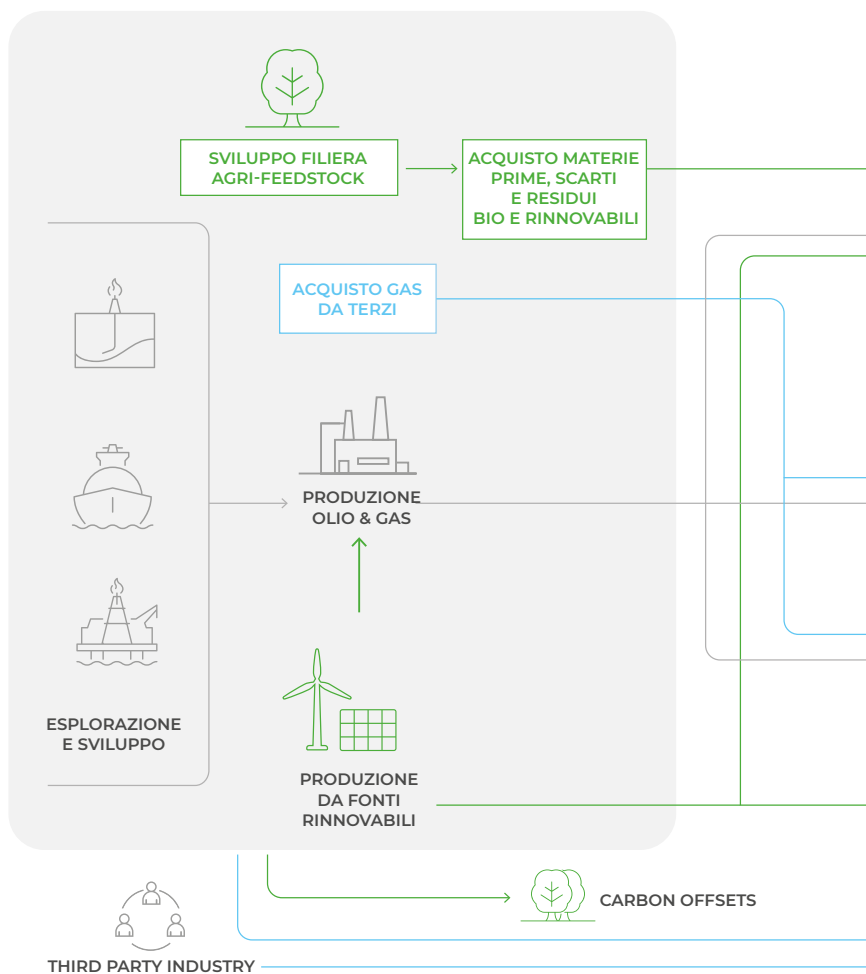 SVILUPPO FILIERA
AGRI-FEEDSTOCK
ACQUISTO MATERIE
PRIME, SCARTI
E RESIDUI
BIO E RINNOVABILI
ACQUISTO GAS
DA TERZI
PRODUZIONE
OLIO & GAS
ESPLORAZIONE
E SVILUPPO
PRODUZIONE
DA FONTI
RINNOVABILI
CARBON OFFSETS
THIRD PARTY INDUSTRY